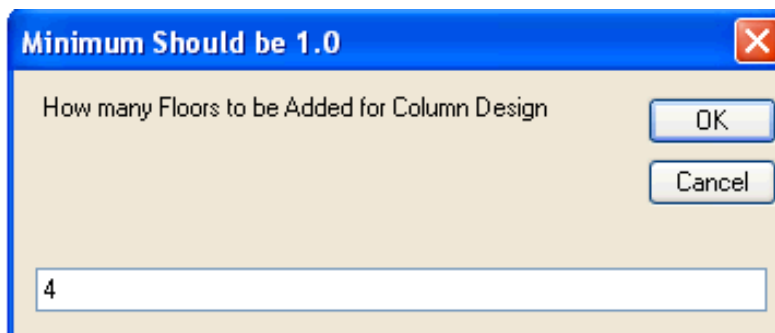 Minimum Should be 1.0
How many Floors to be Added for Column Design
OK
Cancel
4